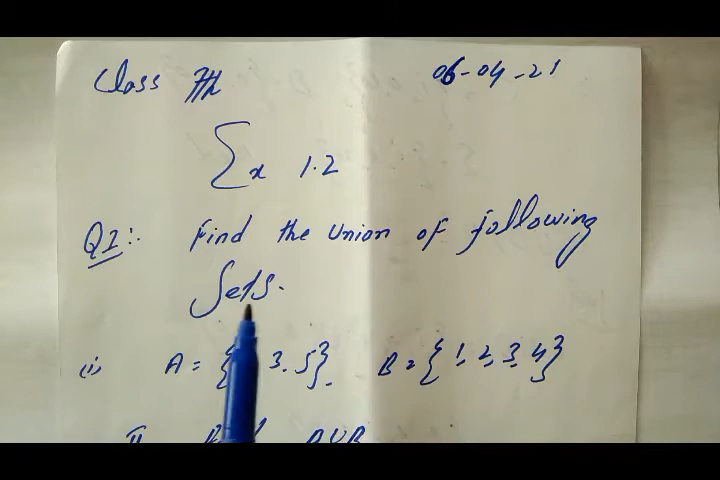 Class 7th 06-04-21
Ex 1.2
Q1:. Find the Union of following
Sets.
(i) A = { 3. 5}. B = { 1, 2, 3, 4}